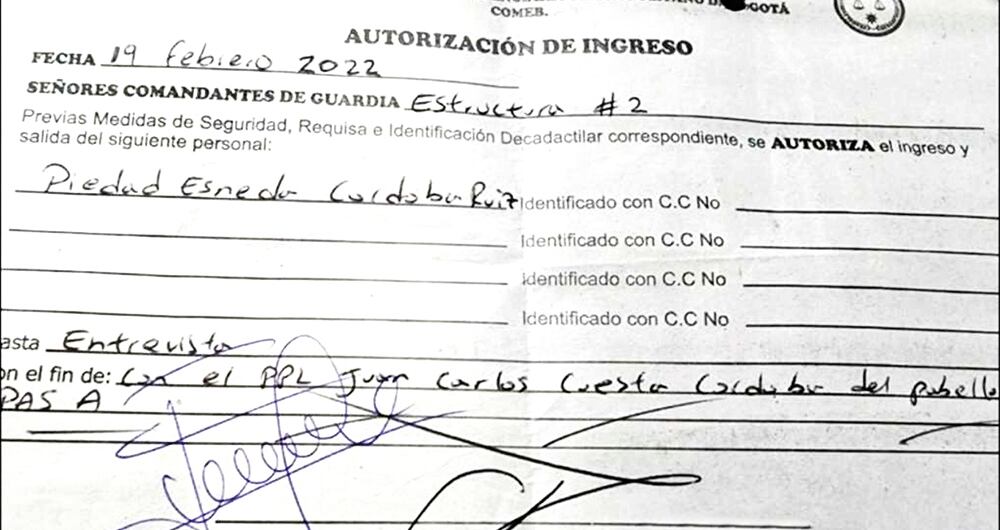 GOTÁ
COMEB.
AUTORIZACIÓN DE INGRESO
FECHA 19 Febrero 2022
SEÑORES COMANDANTES DE GUARDIA Estructura #2
Previas Medidas de Seguridad, Requisa e Identificación Decadactilar correspondiente, se AUTORIZA el ingreso y
salida del siguiente personal:
Piedad Esneda Cordoba Ruiz Identificado con C.C No
Identificado con C.C No
Identificado con C.C No
Identificado con C.C No
asta Entrevista
on el fin de: Con el PPL Juan Carlos Cuesta Cordoba del pabello
PAS A